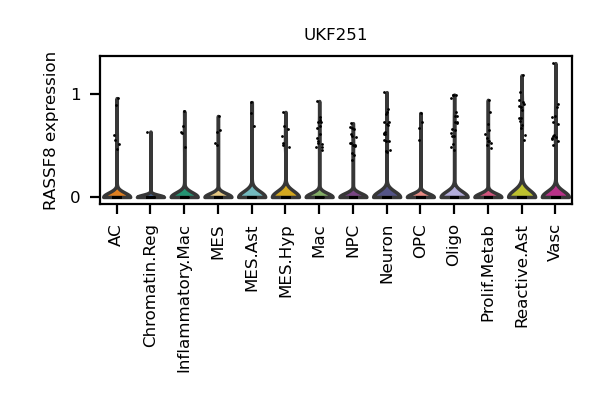 UKF251
RASSF8 expression
1
0
AC
Chromatin.Reg
Inflammatory.Mac
MES
MES.Ast
MES.Hyp
Mac
NPC
Neuron
OPC
Oligo
Prolif.Metab
Reactive.Ast
Vasc